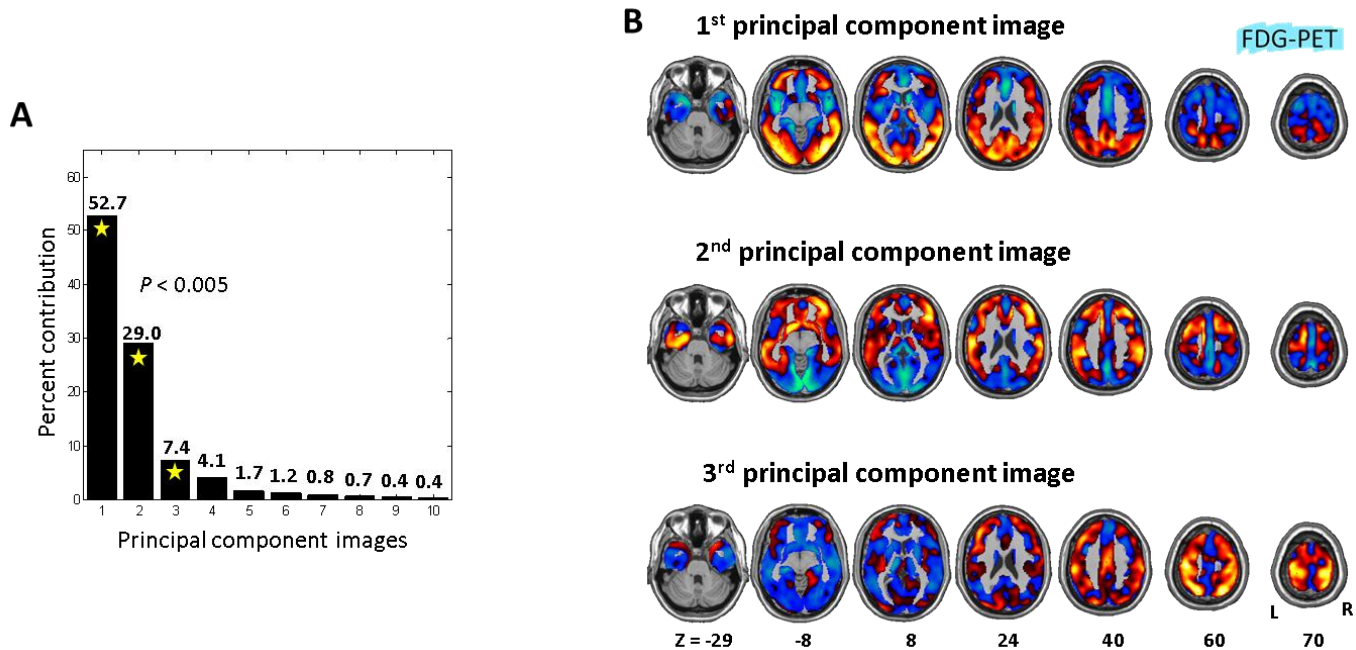 A
60
50
40
30
20
10
0
52.7
29.0
7.4
4.1
1.7
1.2
0.8
0.7
0.4
0.4
P < 0.005
Percent contribution
1 2 3 4 5 6 7 8 9 10
Principal component images
B
1st principal component image
FDG-PET
2nd principal component image
3rd principal component image
L R
Z = -29 -8 8 24 40 60 70